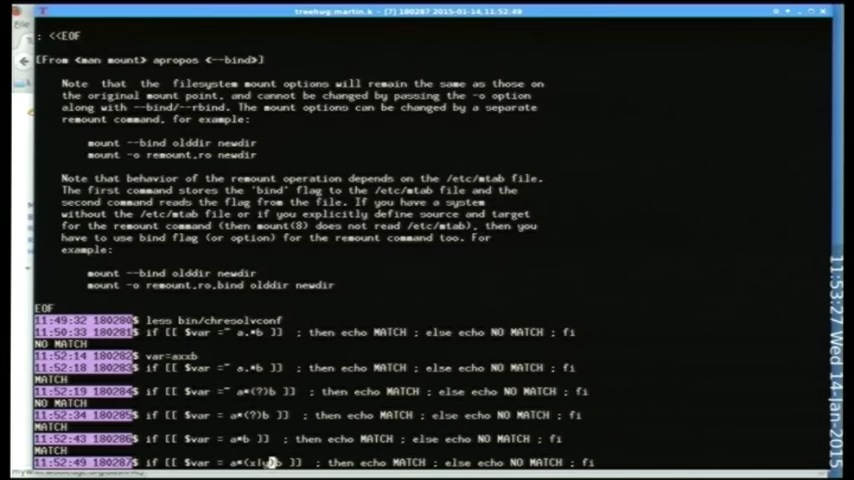 treehug:martin.k - [7] 180287 2015-01-14,11:52:49
: <<EOF
[From <man mount> apropos <--bind>]
Note that the filesystem mount options will remain the same as those on
the original mount point, and cannot be changed by passing the -o option
along with --bind/--rbind. The mount options can be changed by a separate
remount command, for example:
mount --bind olddir newdir
mount -o remount,ro newdir
Note that behavior of the remount operation depends on the /etc/mtab file.
The first command stores the 'bind' flag to the /etc/mtab file and the
second command reads the flag from the file. If you have a system
without the /etc/mtab file or if you explicitly define source and target
for the remount command (then mount(8) does not read /etc/mtab), then you
have to use bind flag (or option) for the remount command too. For
example:
mount --bind olddir newdir
mount -o remount,ro,bind olddir newdir
EOF
11:49:32 180280$ less bin/chresolvconf
11:50:33 180281$ if [[ $var =~ a.*b ]] ; then echo MATCH ; else echo NO MATCH ; fi
NO MATCH
11:52:14 180282$ var=axxb
11:52:18 180283$ if [[ $var =~ a.*b ]] ; then echo MATCH ; else echo NO MATCH ; fi
MATCH
11:52:19 180284$ if [[ $var =~ a*(?)b ]] ; then echo MATCH ; else echo NO MATCH ; fi
NO MATCH
11:52:34 180285$ if [[ $var = a*(?)b ]] ; then echo MATCH ; else echo NO MATCH ; fi
MATCH
11:52:43 180286$ if [[ $var = a*b ]] ; then echo MATCH ; else echo NO MATCH ; fi
MATCH
11:52:49 180287$ if [[ $var = a*(x|y)b ]] ; then echo MATCH ; else echo NO MATCH ; fi
11:53:27 Wed 14-Jan-2015